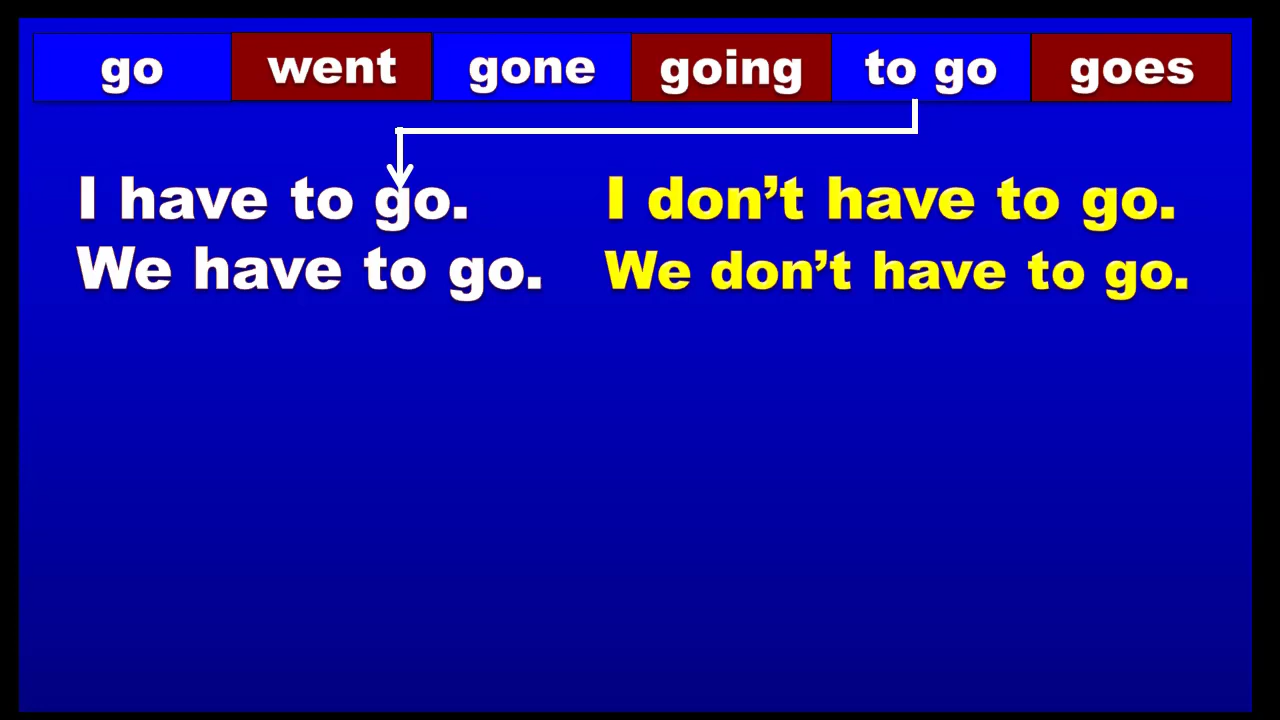 go went gone going to go goes
I have to go. I don’t have to go.
We have to go. We don’t have to go.